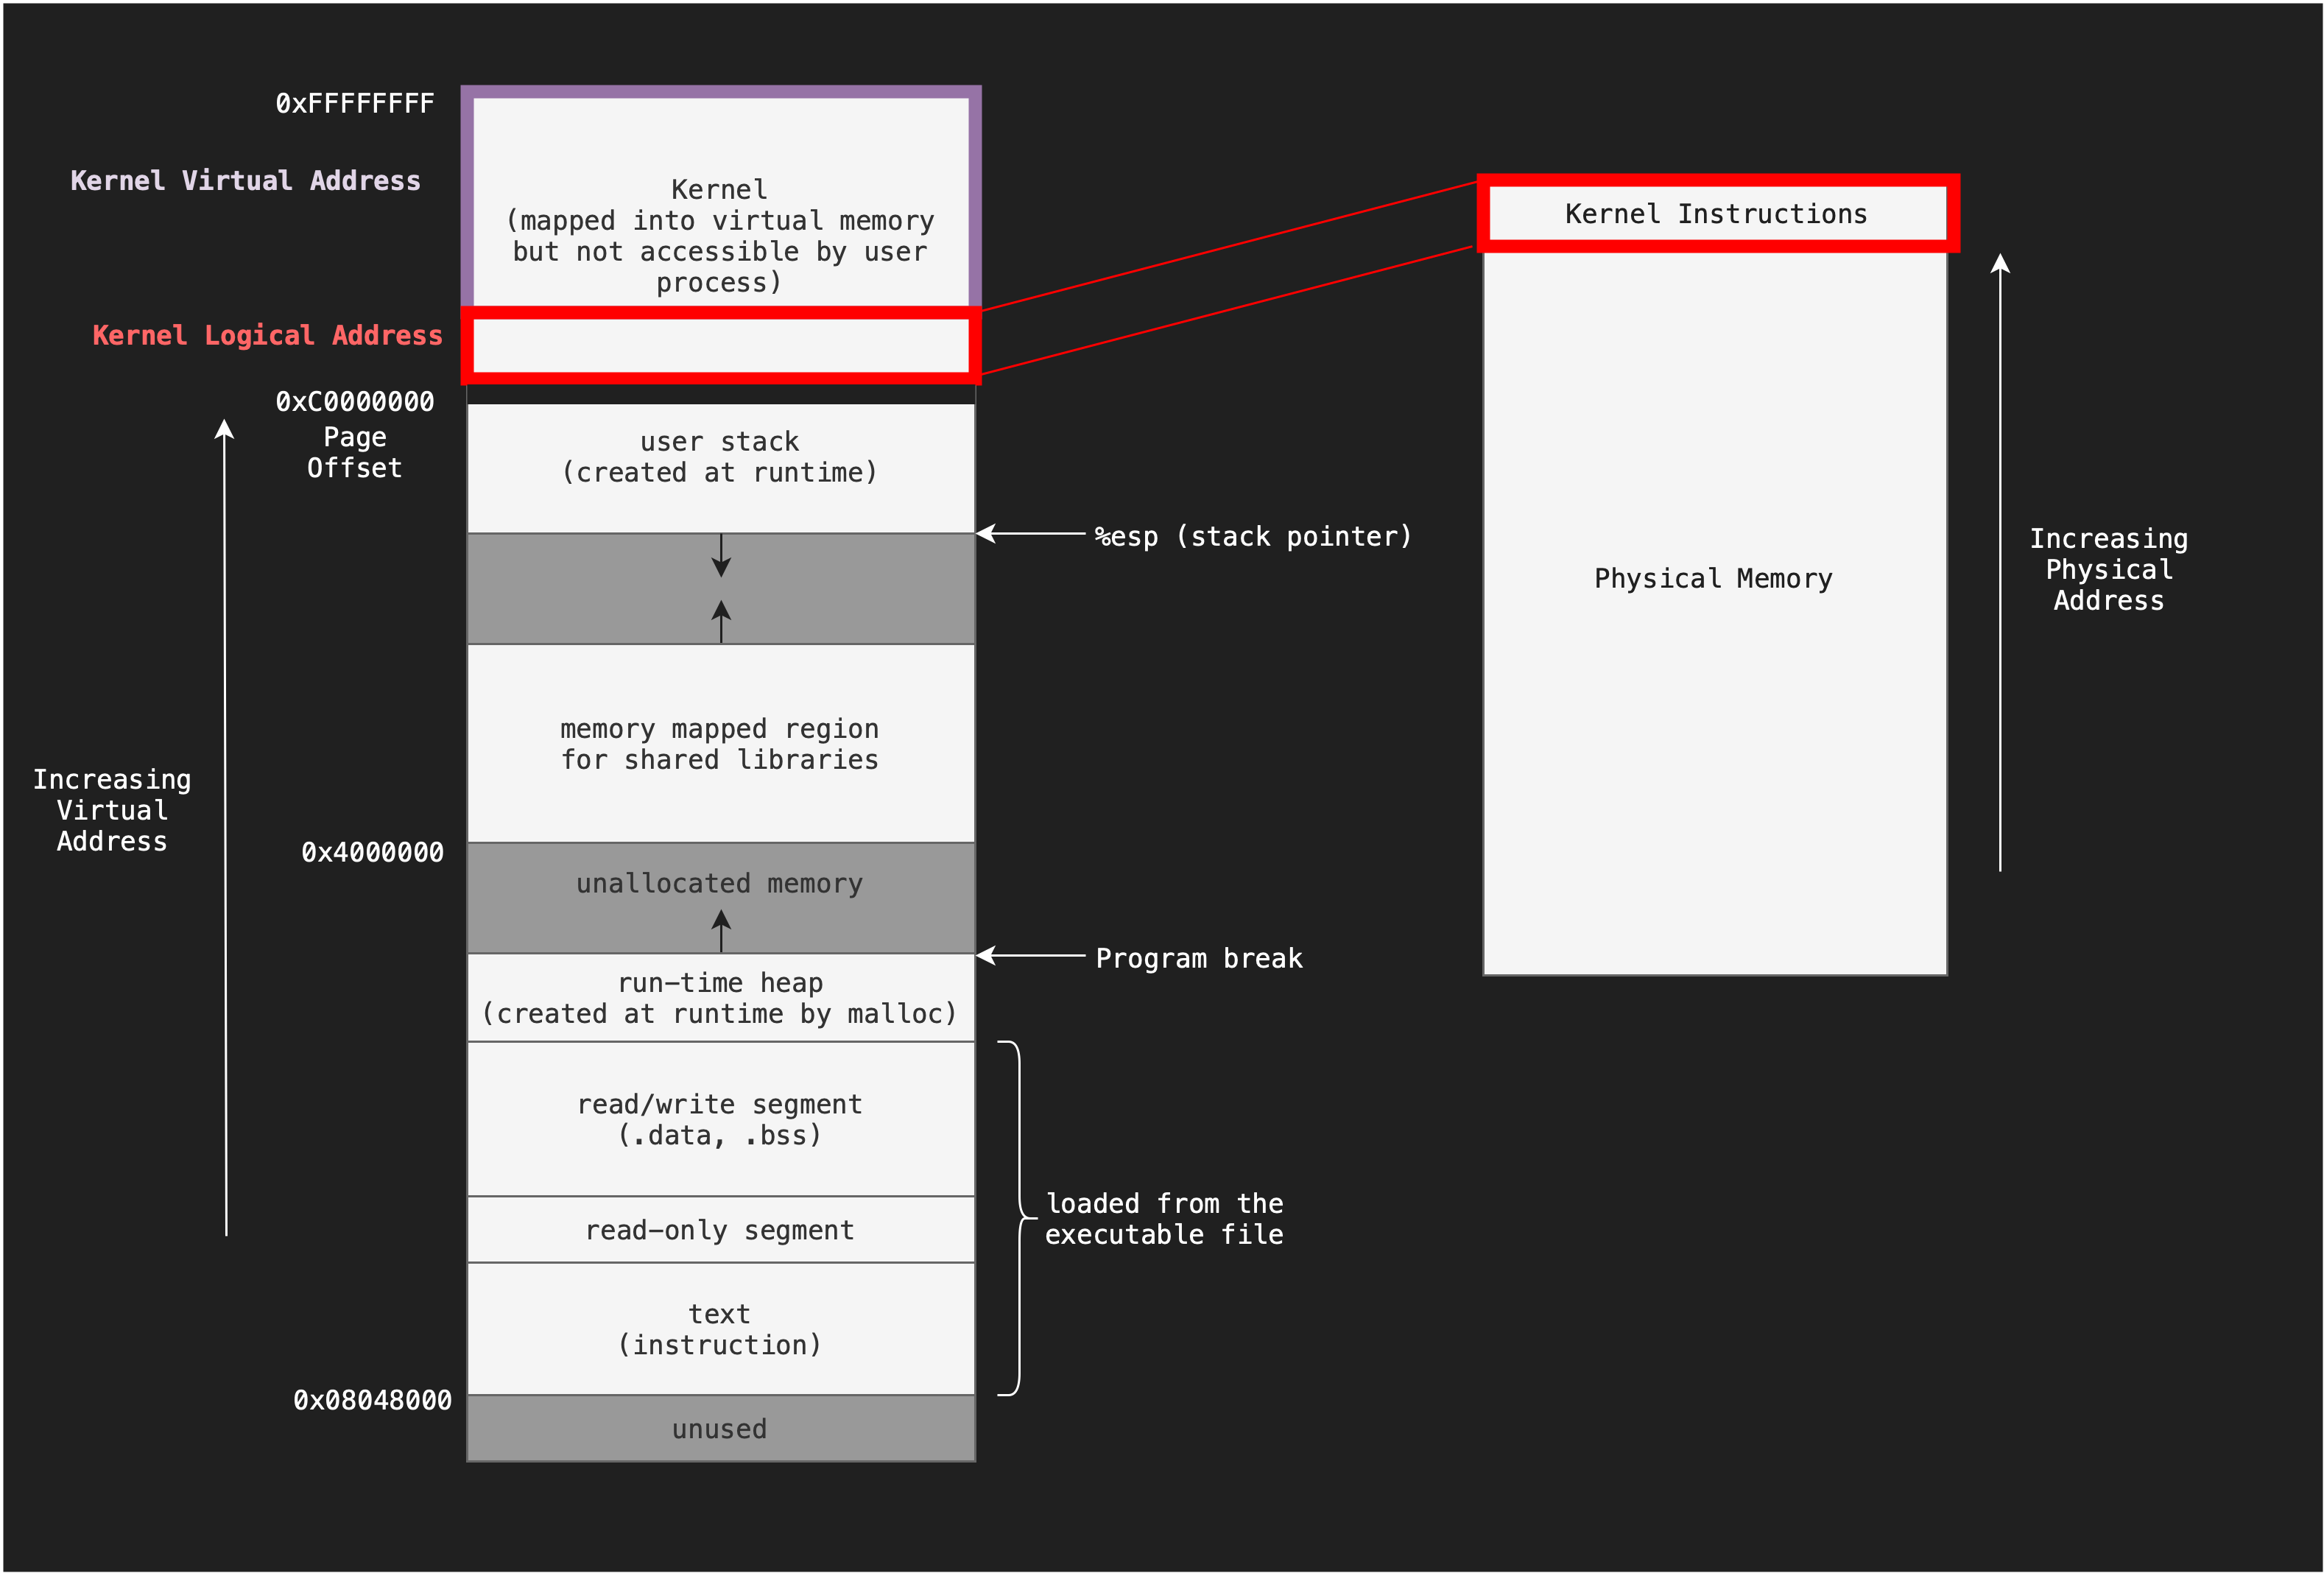 0xFFFFFFFF
Kernel Virtual Address
Kernel
(mapped into virtual memory
but not accessible by user
process)
Kernel Logical Address
0xC0000000
Page
Offset
user stack
(created at runtime)
%esp (stack pointer)
memory mapped region
for shared libraries
Increasing
Virtual
Address
0x4000000
unallocated memory
Program break
run-time heap
(created at runtime by malloc)
read/write segment
(.data, .bss)
read-only segment
loaded from the
executable file
text
(instruction)
0x08048000
unused
Kernel Instructions
Physical Memory
Increasing
Physical
Address